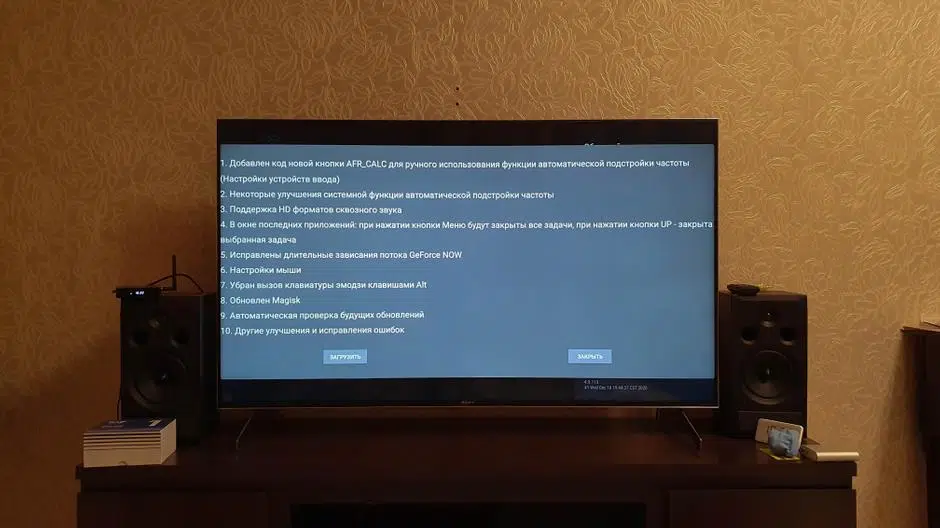 1. Добавлен код новой кнопки AFR_CALC для ручного использования функции автоматической подстройки частоты
(Настройки устройств ввода)
2. Некоторые улучшения системной функции автоматической подстройки частоты
3. Поддержка HD форматов сквозного звука
4. В окне последних приложений: при нажатии кнопки Меню будут закрыты все задачи, при нажатии кнопки UP - закрыта
выбранная задача
5. Исправлены длительные зависания потока GeForce NOW
6. Настройки мыши
7. Убран вызов клавиатуры эмодзи клавишами Alt
8. Обновлен Magisk
9. Автоматическая проверка будущих обновлений
10. Другие улучшения и исправления ошибок
ЗАГРУЗИТЬ
ЗАКРЫТЬ
4.9.113
SONY